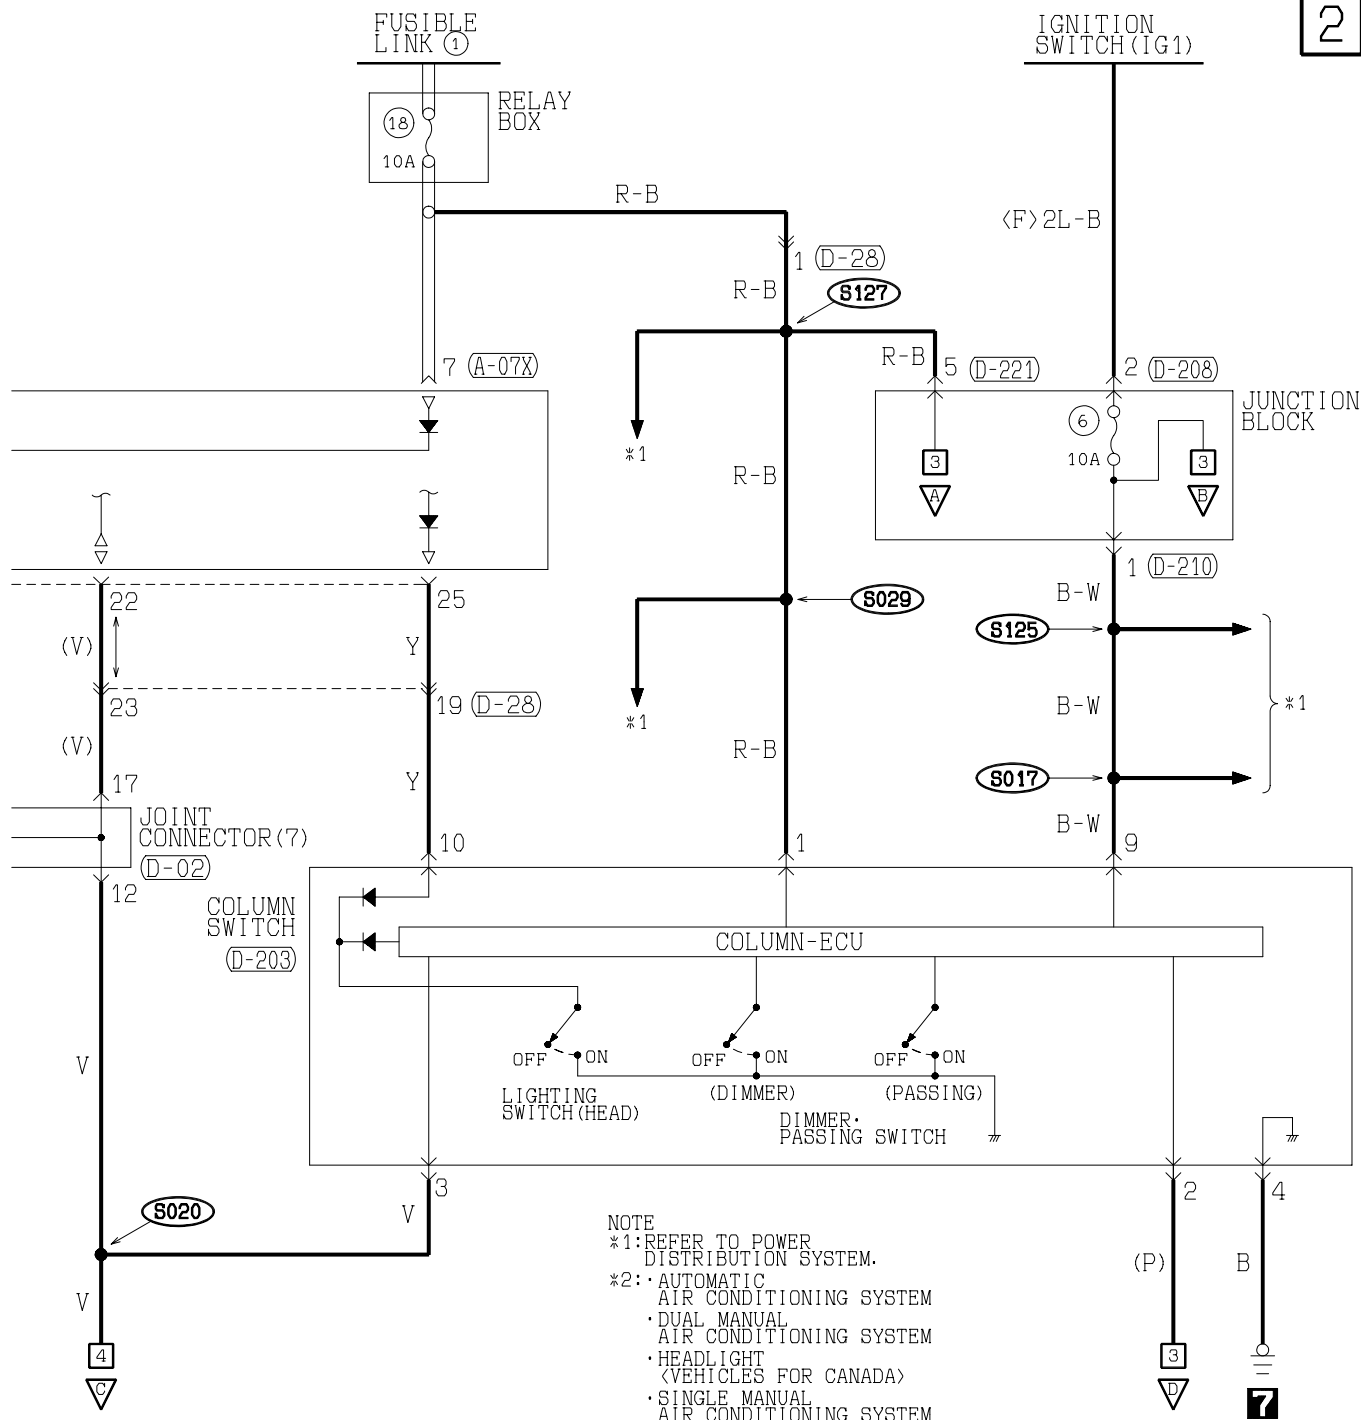 FUSIBLE
LINK 1
IGNITION
SWITCH(IG1)
2
RELAY
BOX
18
10A
R-B
<F>2L-B
1 (D-28)
R-B
S127
7 (A-07X)
R-B
5 (D-221)
2 (D-208)
JUNCTION
BLOCK
6
10A
*1
3
3
A
B
R-B
1 (D-210)
22
25
S029
B-W
S125
(V)
Y
23
19 (D-28)
*1
B-W
*1
(V)
R-B
Y
17
S017
JOINT
CONNECTOR(7)
(D-02)
B-W
10
1
9
12
COLUMN
SWITCH
(D-203)
COLUMN-ECU
OFF ON
OFF ON
OFF ON
V
LIGHTING
SWITCH(HEAD)
(DIMMER)
(PASSING)
DIMMER·
PASSING SWITCH
3
2
4
V
S020
NOTE
*1:REFER TO POWER
DISTRIBUTION SYSTEM.
*2:·AUTOMATIC
AIR CONDITIONING SYSTEM
·DUAL MANUAL
AIR CONDITIONING SYSTEM
·HEADLIGHT
<VEHICLES FOR CANADA>
·SINGLE MANUAL
AIR CONDITIONING SYSTEM
(P)
B
V
4
C
3
D
7